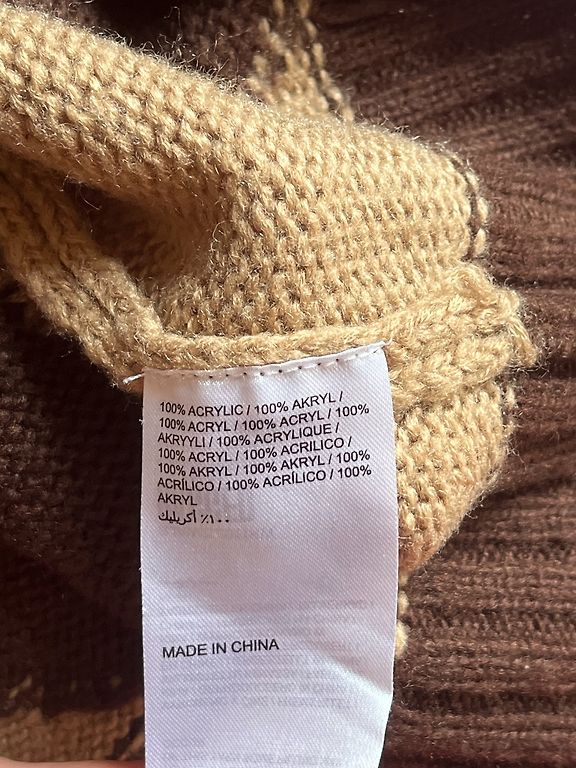 100% ACRYLIC / 100% AKRYL /
100% ACRYL / 100% ACRYL / 100%
AKRYYLI / 100% ACRYLIQUE /
100% ACRYL / 100% ACRILICO /
100% AKRYL / 100% AKRYL / 100%
ACRÍLICO / 100% ACRÍLICO / 100%
AKRYL
١٠٠٪ أكريليك
MADE IN CHINA